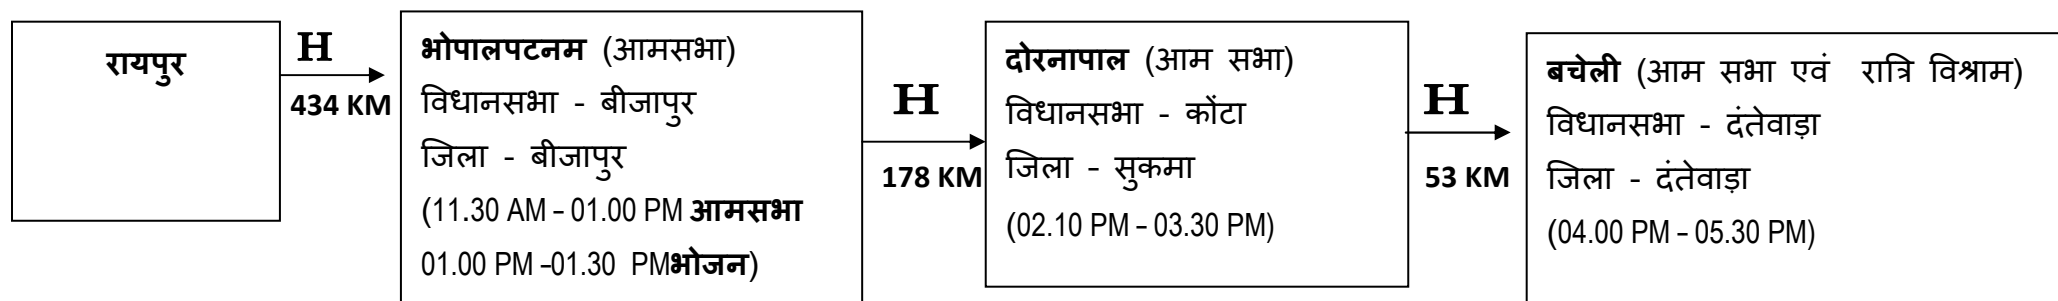 रायपुर
H
434 KM
भोपालपटनम (आमसभा)
विधानसभा - बीजापुर
जिला - बीजापुर
(11.30 AM – 01.00 PM आमसभा
01.00 PM –01.30 PMभोजन)
H
178 KM
दोरनापाल (आम सभा)
विधानसभा - कोंटा
जिला - सुकमा
(02.10 PM – 03.30 PM)
H
53 KM
बचेली (आम सभा एवं रात्रि विश्राम)
विधानसभा - दंतेवाड़ा
जिला - दंतेवाड़ा
(04.00 PM – 05.30 PM)